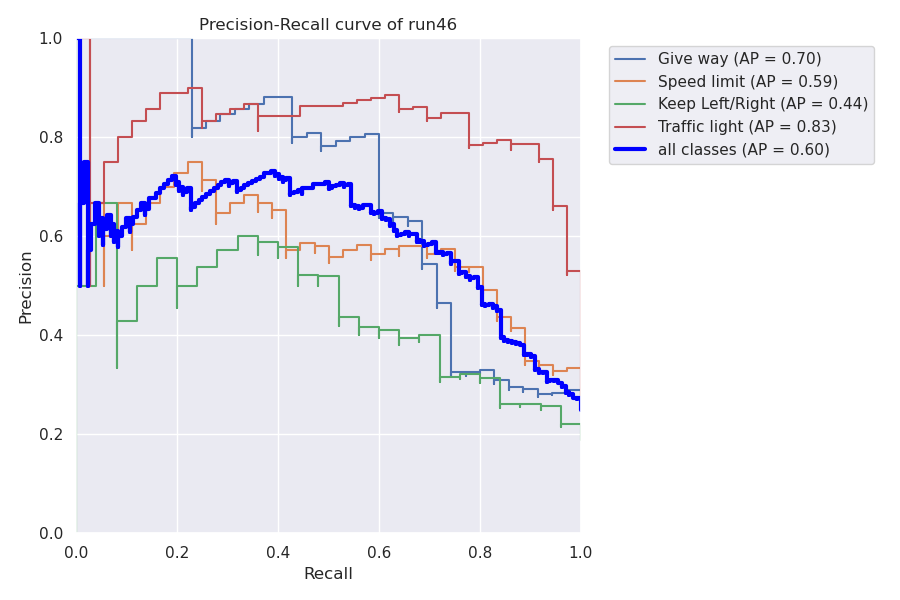 Precision-Recall curve of run46
1.0
0.8
0.6
0.4
0.2
0.0
Precision
0.0 0.2 0.4 0.6 0.8 1.0
Recall
Give way (AP = 0.70)
Speed limit (AP = 0.59)
Keep Left/Right (AP = 0.44)
Traffic light (AP = 0.83)
all classes (AP = 0.60)